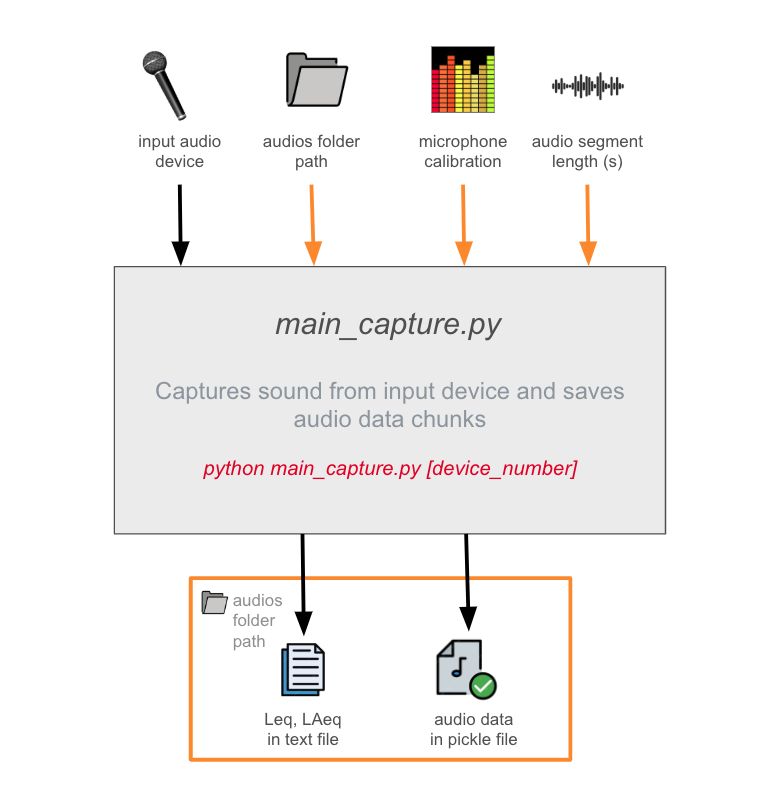 input audio
device
audios folder
path
microphone
calibration
audio segment
length (s)
main_capture.py
Captures sound from input device and saves
audio data chunks
python main_capture.py [device_number]
audios
folder
path
Leq, LAeq
in text file
audio data
in pickle file